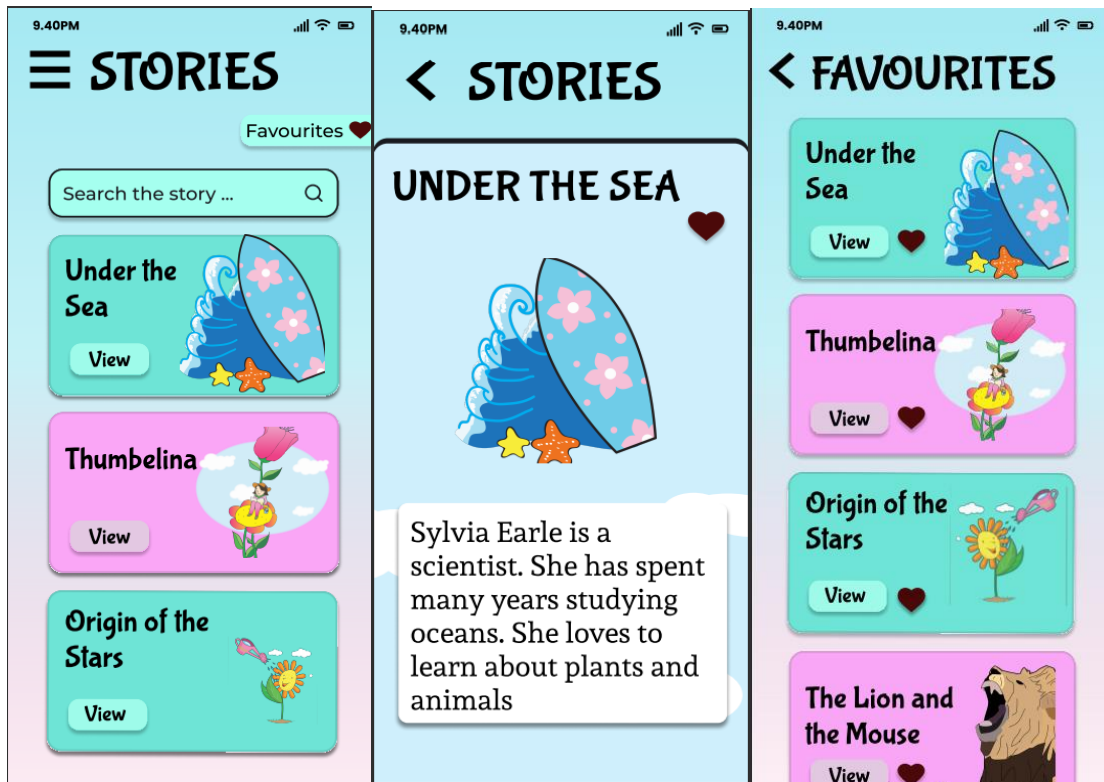 9.40PM
STORIES
Favourites
Search the story ...
Under the
Sea
View
Thumbelina
View
Origin of the
Stars
View
9.40PM
STORIES
UNDER THE SEA
Sylvia Earle is a
scientist. She has spent
many years studying
oceans. She loves to
learn about plants and
animals
9.40PM
FAVOURITES
Under the
Sea
View
Thumbelina
View
Origin of the
Stars
View
The Lion and
the Mouse
View